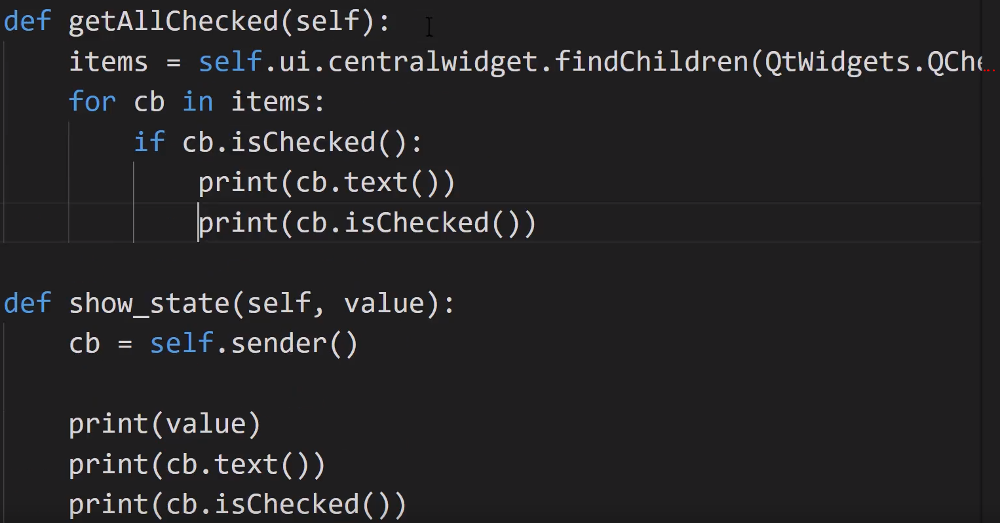 def getAllChecked(self):
items = self.ui.centralwidget.findChildren(QtWidgets.QChe
for cb in items:
if cb.isChecked():
print(cb.text())
print(cb.isChecked())
def show_state(self, value):
cb = self.sender()
print(value)
print(cb.text())
print(cb.isChecked())